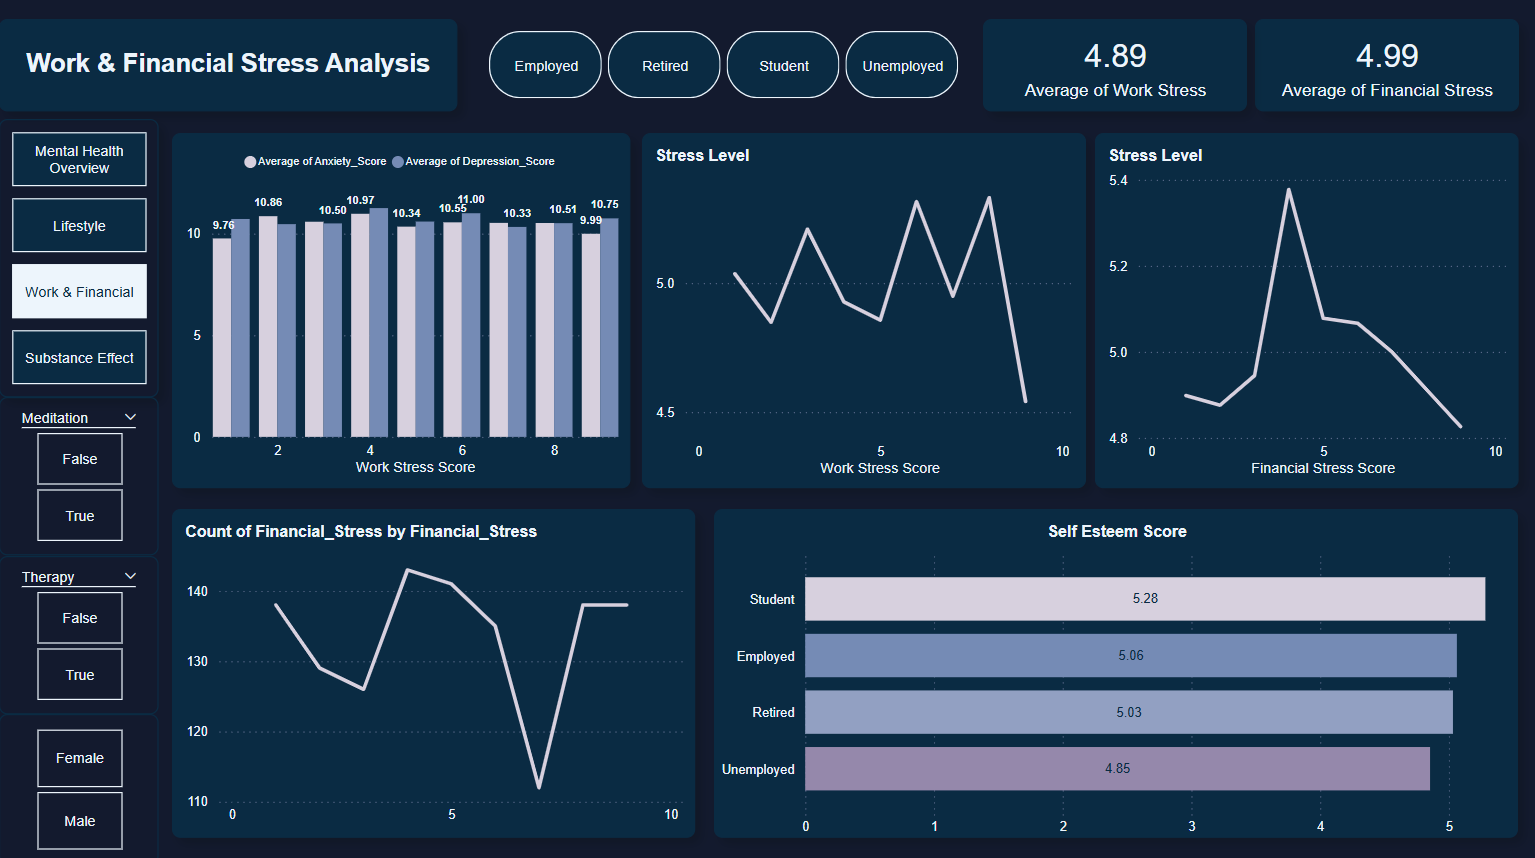 Work & Financial Stress Analysis
Employed
Retired
Student
Unemployed
4.89
Average of Work Stress
4.99
Average of Financial Stress
Mental Health
Overview
Lifestyle
Work & Financial
Substance Effect
Meditation
False
True
Therapy
False
True
Female
Male
Average of Anxiety_Score Average of Depression_Score
9.76 10.86 10.50 10.97 10.34 10.55 11.00 10.33 10.51 9.99 10.75
10
5
0
2 4 6 8
Work Stress Score
Stress Level
5.0
4.5
0 5 10
Work Stress Score
Stress Level
5.4
5.2
5.0
4.8
0 5 10
Financial Stress Score
Count of Financial_Stress by Financial_Stress
140
130
120
110
0 5 10
Self Esteem Score
Student 5.28
Employed 5.06
Retired 5.03
Unemployed 4.85
0 1 2 3 4 5